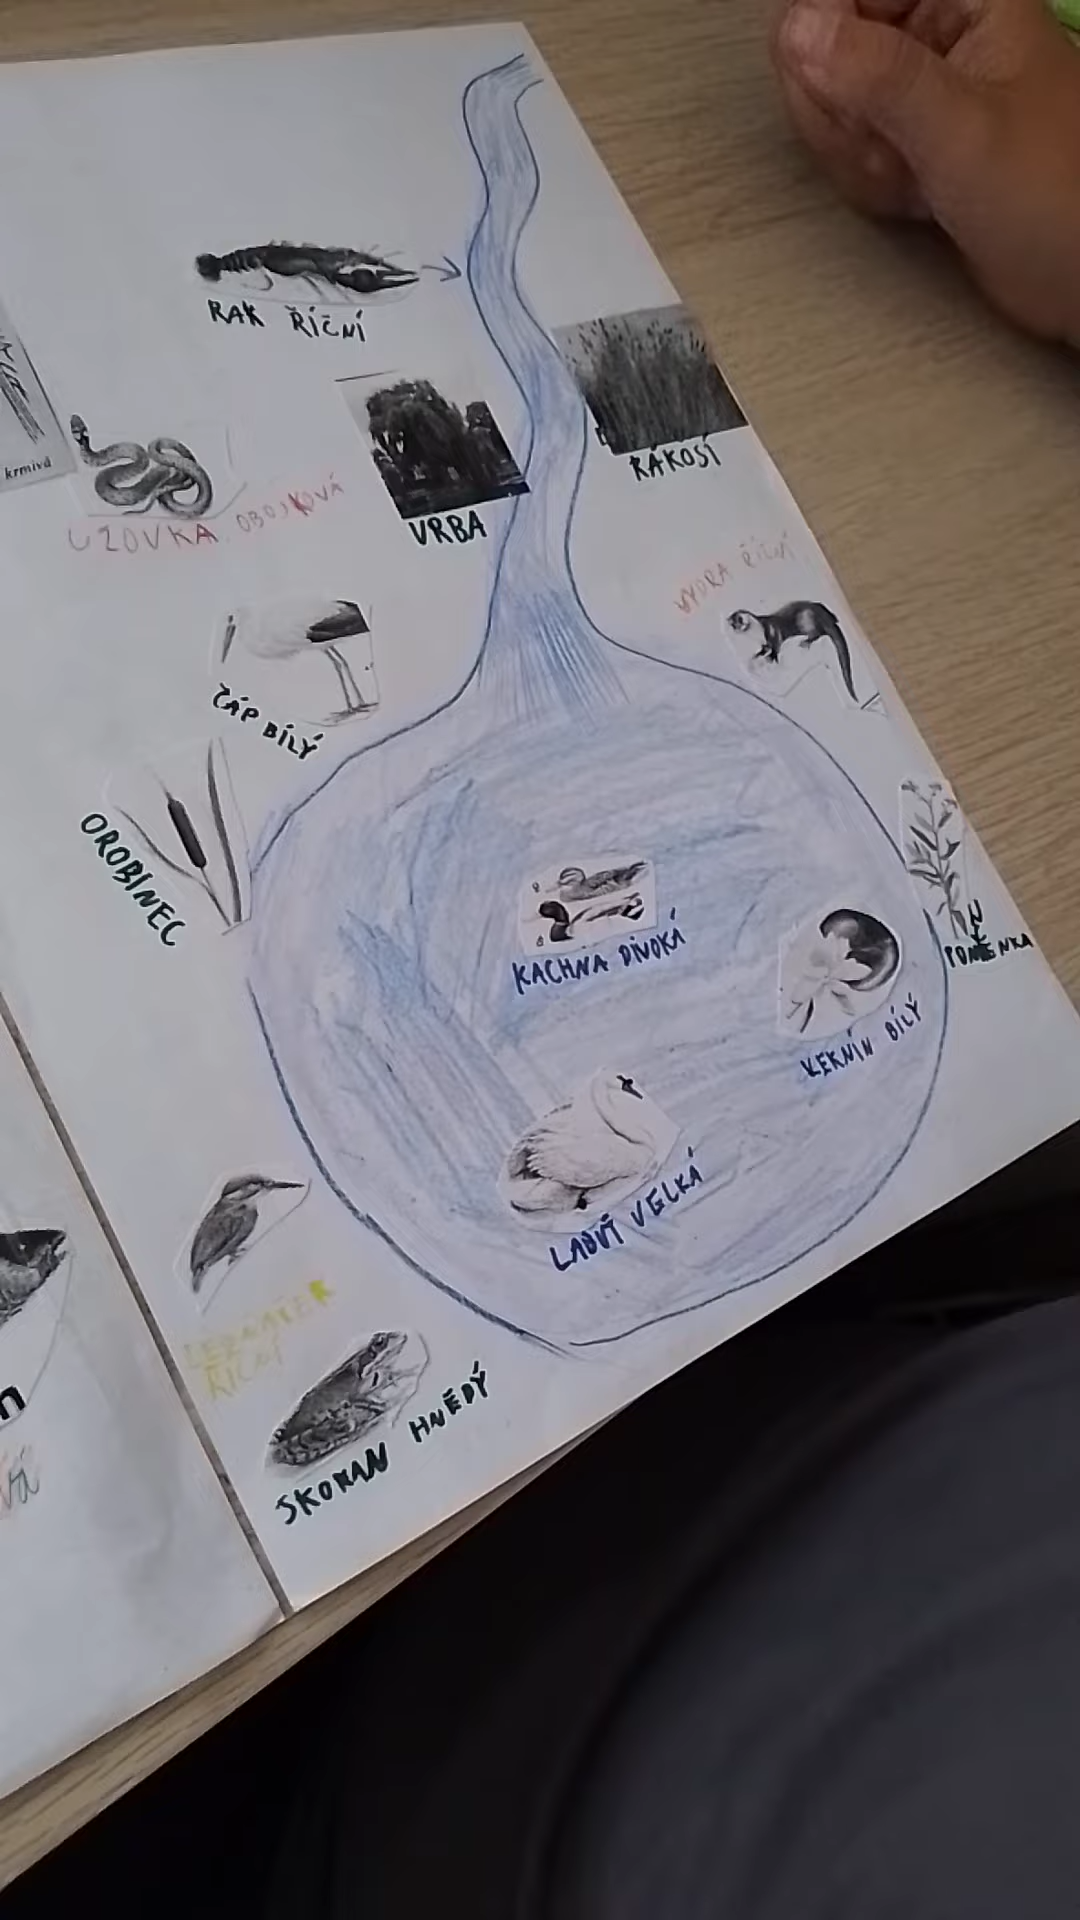 RAK ŘÍČNÍ
RÁKOSÍ
krmivá
VRBA
UŽOVKA OBOJKOVÁ
VYDRA ŘÍČNÍ
ČÁP BÍLÝ
OROBINEC
KACHNA DIVOKÁ
LEKNÍN BÍLÝ
LABUŤ VELKÁ
LEDŇÁČEK
ŘÍČNÍ
SKOKAN HNĚDÝ